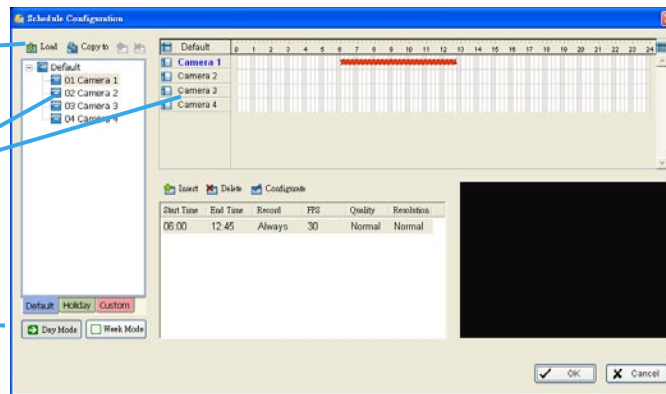 Schedule Configuration
Load Copy to
Default
01 Camera 1
02 Camera 2
03 Camera 3
04 Camera 4
Default Holiday Custom
Day Mode Week Mode
Default 0 1 2 3 4 5 6 7 8 9 10 11 12 13 14 15 16 17 18 19 20 21 22 23 24
Camera 1
Camera 2
Camera 3
Camera 4
Insert Delete Configurate
Start Time End Time Record FPS Quality Resolution
06:00 12:45 Always 30 Normal Normal
OK Cancel